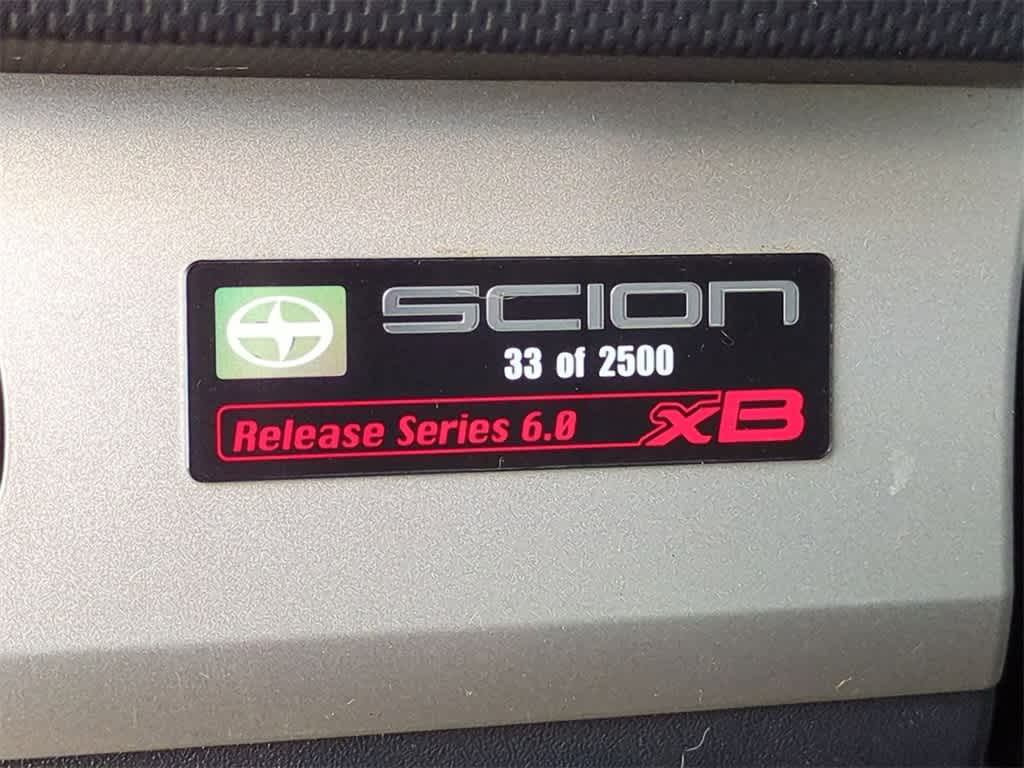 SCION
33 of 2500
Release Series 6.0 xB